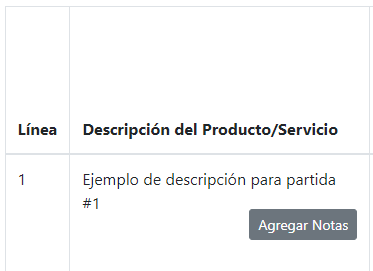 Línea Descripción del Producto/Servicio
1 Ejemplo de descripción para partida
#1
Agregar Notas